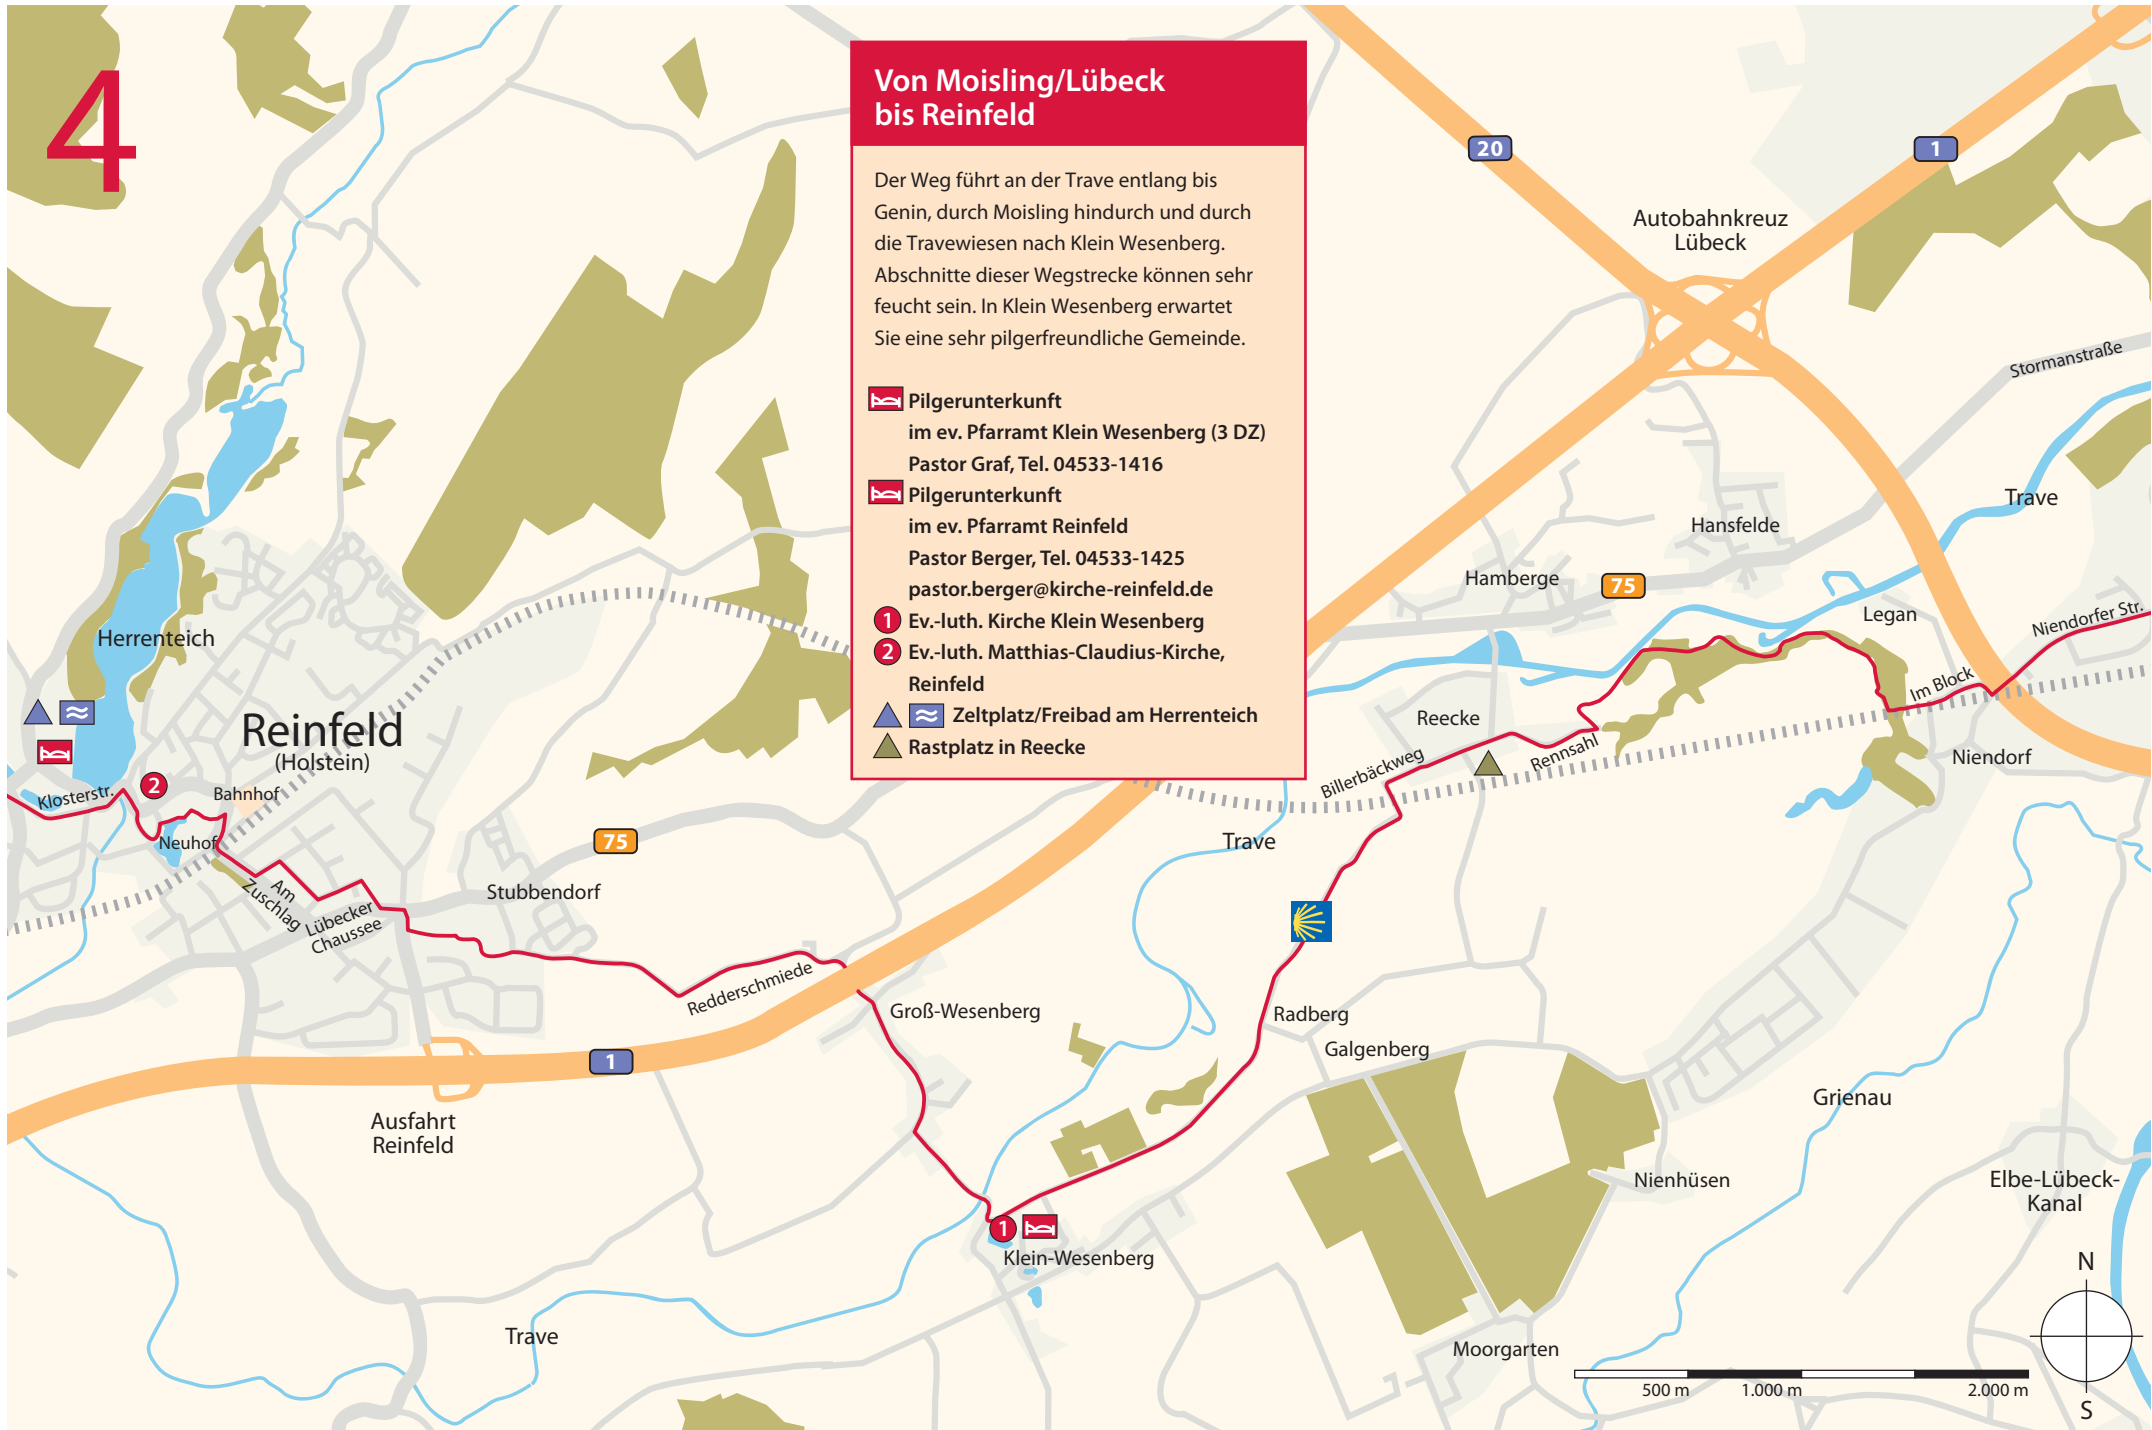 4
Von Moisling/Lübeck
bis Reinfeld
Der Weg führt an der Trave entlang bis
Genin, durch Moisling hindurch und durch
die Travewiesen nach Klein Wesenberg.
Abschnitte dieser Wegstrecke können sehr
feucht sein. In Klein Wesenberg erwartet
Sie eine sehr pilgerfreundliche Gemeinde.
Pilgerunterkunft
im ev. Pfarramt Klein Wesenberg (3 DZ)
Pastor Graf, Tel. 04533-1416
Pilgerunterkunft
im ev. Pfarramt Reinfeld
Pastor Berger, Tel. 04533-1425
pastor.berger@kirche-reinfeld.de
1 Ev.-luth. Kirche Klein Wesenberg
2 Ev.-luth. Matthias-Claudius-Kirche,
Reinfeld
Zeltplatz/Freibad am Herrenteich
Rastplatz in Reecke
20
1
Autobahnkreuz
Lübeck
Stormanstraße
Trave
Hansfelde
Hamberge
75
Legan
Niendorfer Str.
Im Block
Niendorf
Reecke
Rennsahl
Billerbäckweg
Trave
Herrenteich
Reinfeld
(Holstein)
2
Bahnhof
Klosterstr.
Neuhof
Am
Zuschlag
Lübecker
Chaussee
75
Stubbendorf
Redderschmiede
Groß-Wesenberg
1
Ausfahrt
Reinfeld
Radberg
Galgenberg
Grienau
Nienhüsen
Elbe-Lübeck-
Kanal
1
Klein-Wesenberg
Trave
Moorgarten
N
S
500 m
1.000 m
2.000 m